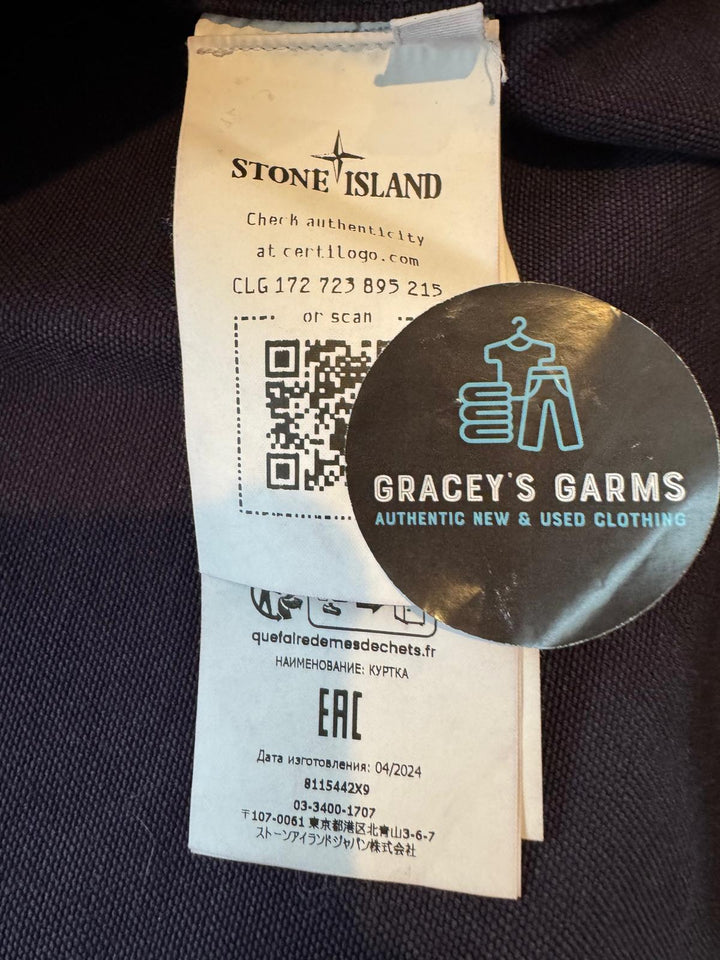 STONE ISLAND
Check authenticity
at certilogo.com
CLG 172 723 895 215
or scan
GRACEY'S GARMS
AUTHENTIC NEW & USED CLOTHING
quefairedemesdechets.fr
НАИМЕНОВАНИЕ: КУРТКА
EAC
Дата изготовления: 04/2024
8115442X9
03-3400-1707
〒107-0061 東京都港区北青山3-6-7
ストーンアイランドジャパン株式会社